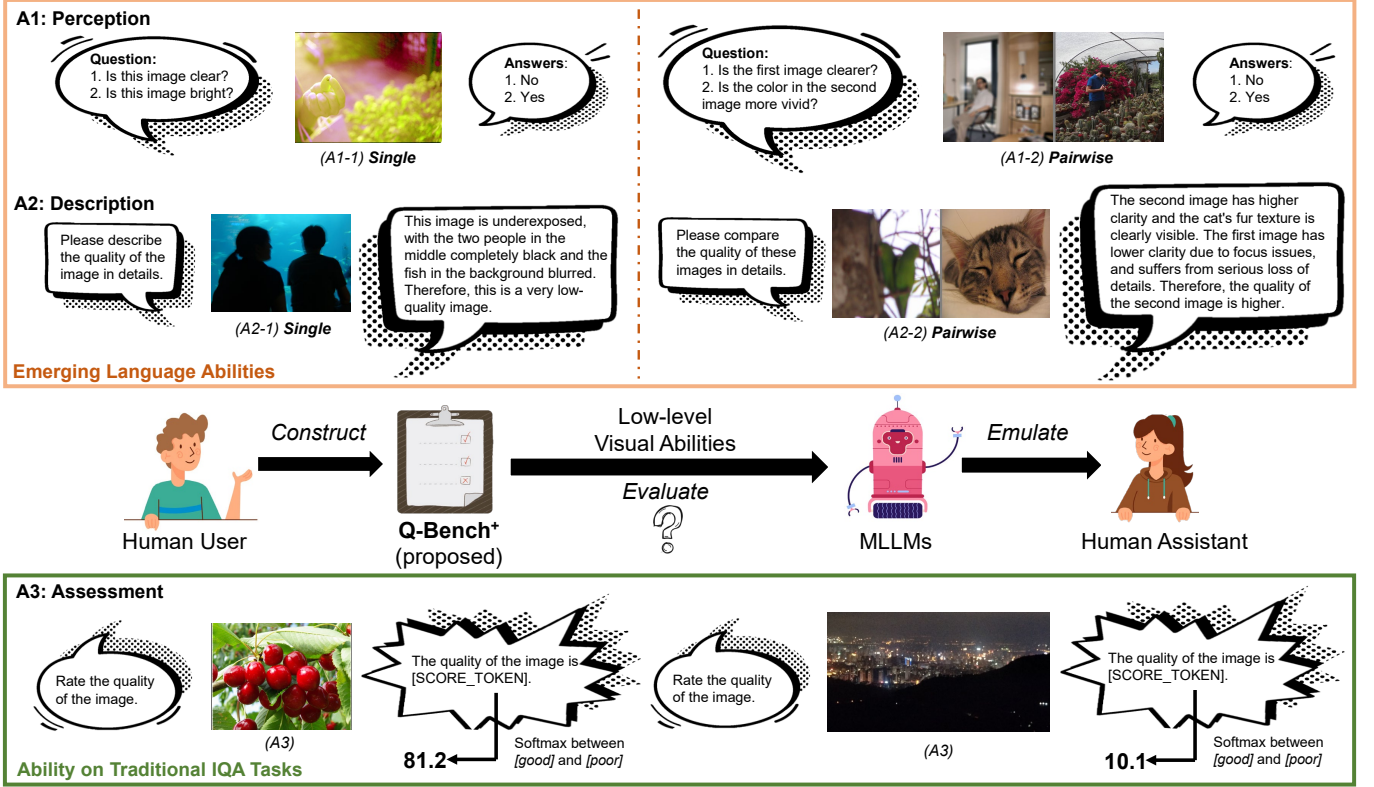 A1: Perception
Question:
1. Is this image clear?
2. Is this image bright?
(A1-1) Single
Answers:
1. No
2. Yes
Question:
1. Is the first image clearer?
2. Is the color in the second
image more vivid?
(A1-2) Pairwise
Answers:
1. No
2. Yes
A2: Description
Please describe
the quality of the
image in details.
(A2-1) Single
This image is underexposed,
with the two people in the
middle completely black and the
fish in the background blurred.
Therefore, this is a very low-
quality image.
Please compare
the quality of these
images in details.
(A2-2) Pairwise
The second image has higher
clarity and the cat's fur texture is
clearly visible. The first image has
lower clarity due to focus issues,
and suffers from serious loss of
details. Therefore, the quality of
the second image is higher.
Emerging Language Abilities
Human User
Construct
Q-Bench⁺
(proposed)
Low-level
Visual Abilities
Evaluate
MLLMs
Emulate
Human Assistant
A3: Assessment
Rate the quality
of the image.
(A3)
The quality of the image is
[SCORE_TOKEN].
81.2
Softmax between
[good] and [poor]
Rate the quality
of the image.
(A3)
The quality of the image is
[SCORE_TOKEN].
10.1
Softmax between
[good] and [poor]
Ability on Traditional IQA Tasks